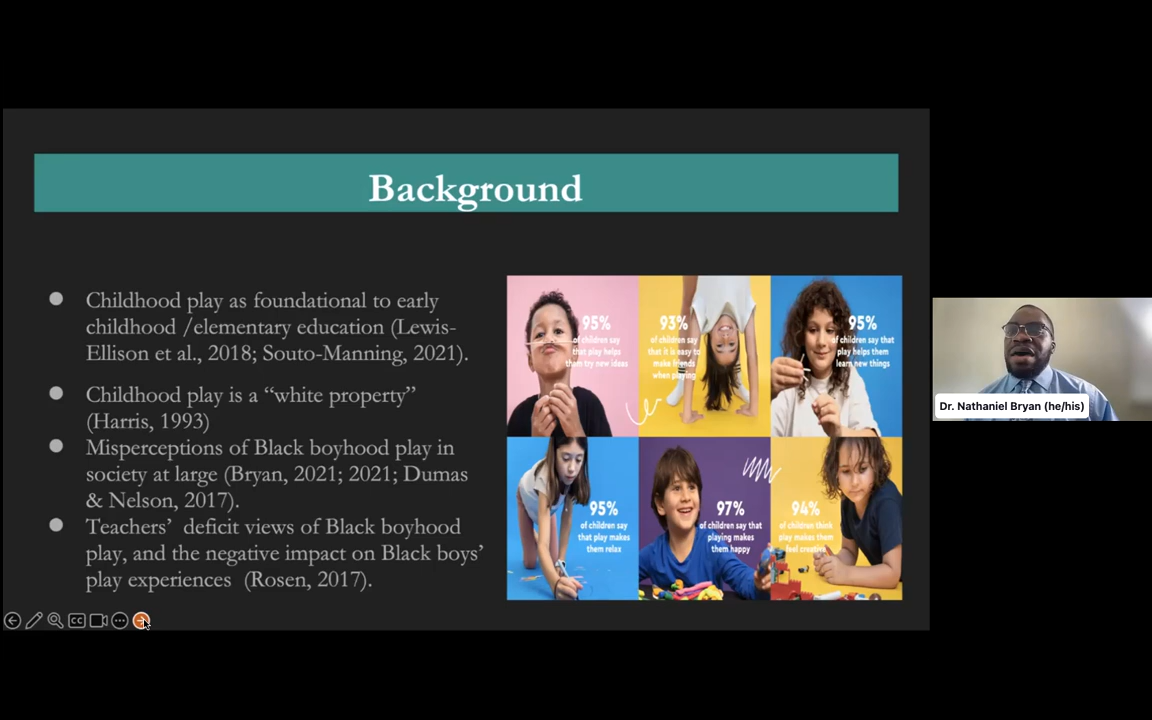 Background
Childhood play as foundational to early
childhood /elementary education (Lewis-
Ellison et al., 2018; Souto-Manning, 2021).
Childhood play is a “white property”
(Harris, 1993)
Misperceptions of Black boyhood play in
society at large (Bryan, 2021; 2021; Dumas
& Nelson, 2017).
Teachers’ deficit views of Black boyhood
play, and the negative impact on Black boys’
play experiences (Rosen, 2017).
95%
of children say
that play helps
them try new ideas
93%
of children say
that it is easy to
make friends
when playing
95%
of children say that
play helps them
learn new things
95%
of children say
that play makes
them relax
97%
of children say that
playing makes
them happy
94%
of children think
play makes them
feel creative
CC
Dr. Nathaniel Bryan (he/his)